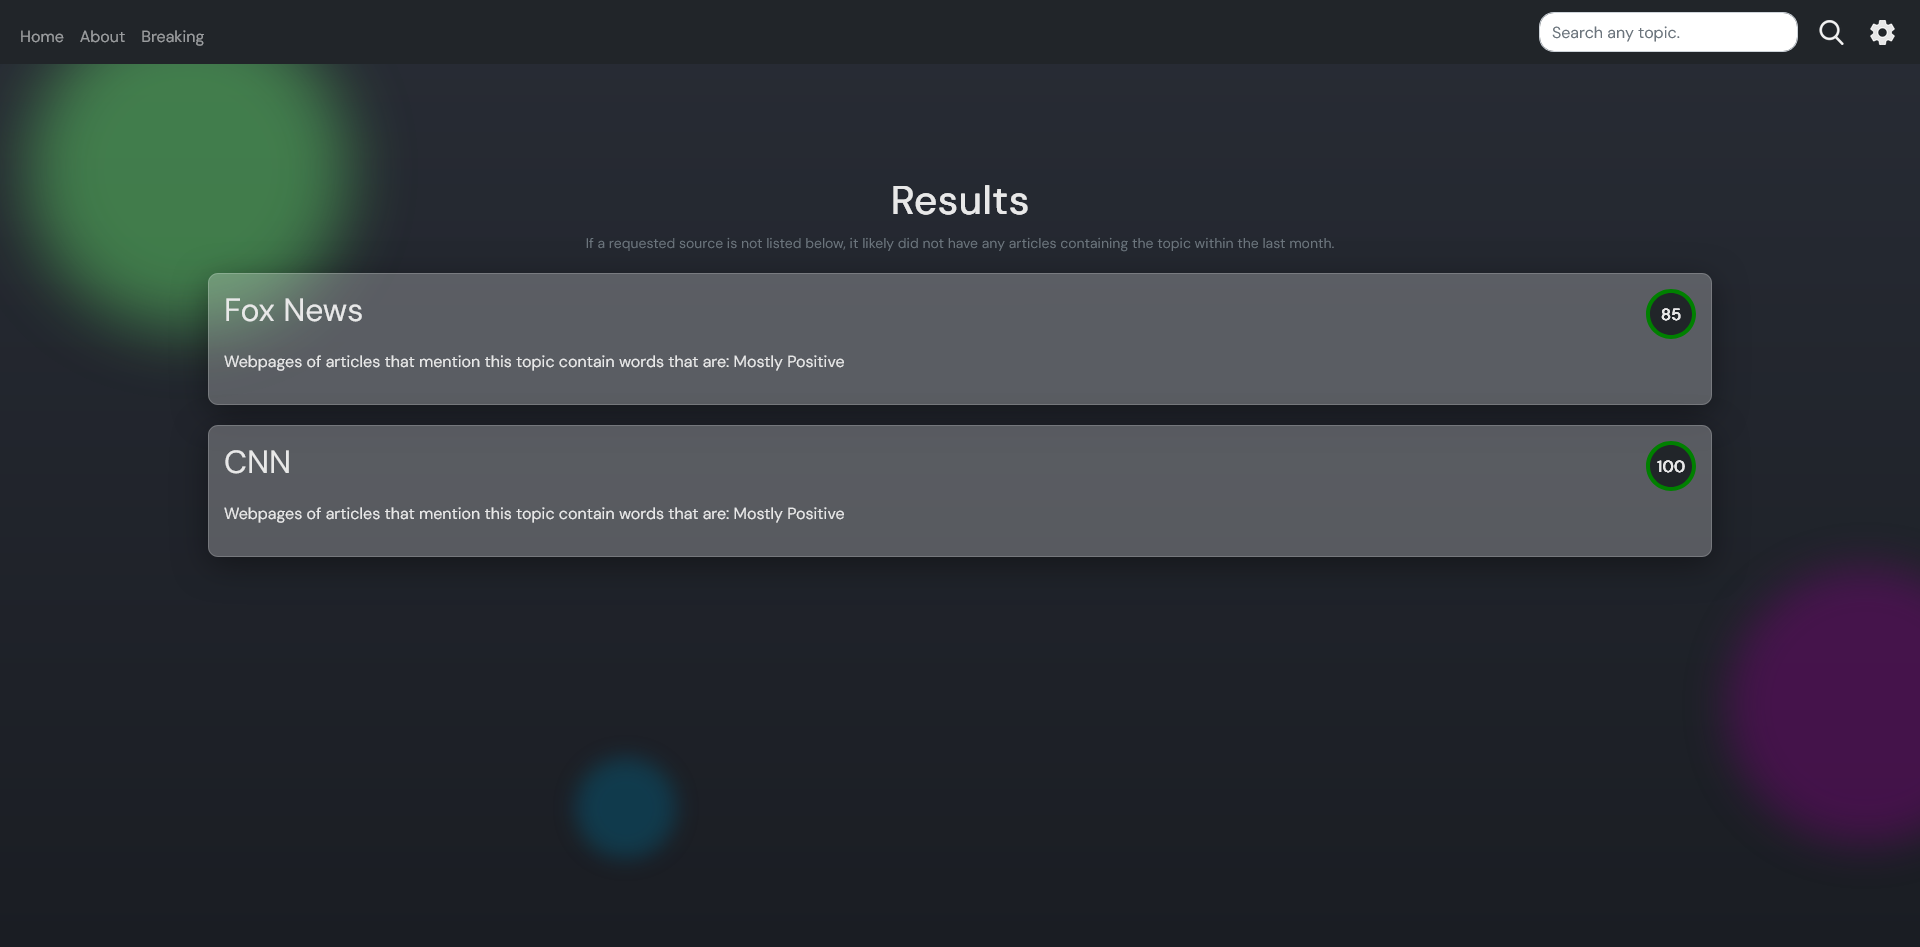 Home About Breaking
Search any topic.
Results
If a requested source is not listed below, it likely did not have any articles containing the topic within the last month.
Fox News
85
Webpages of articles that mention this topic contain words that are: Mostly Positive
CNN
100
Webpages of articles that mention this topic contain words that are: Mostly Positive